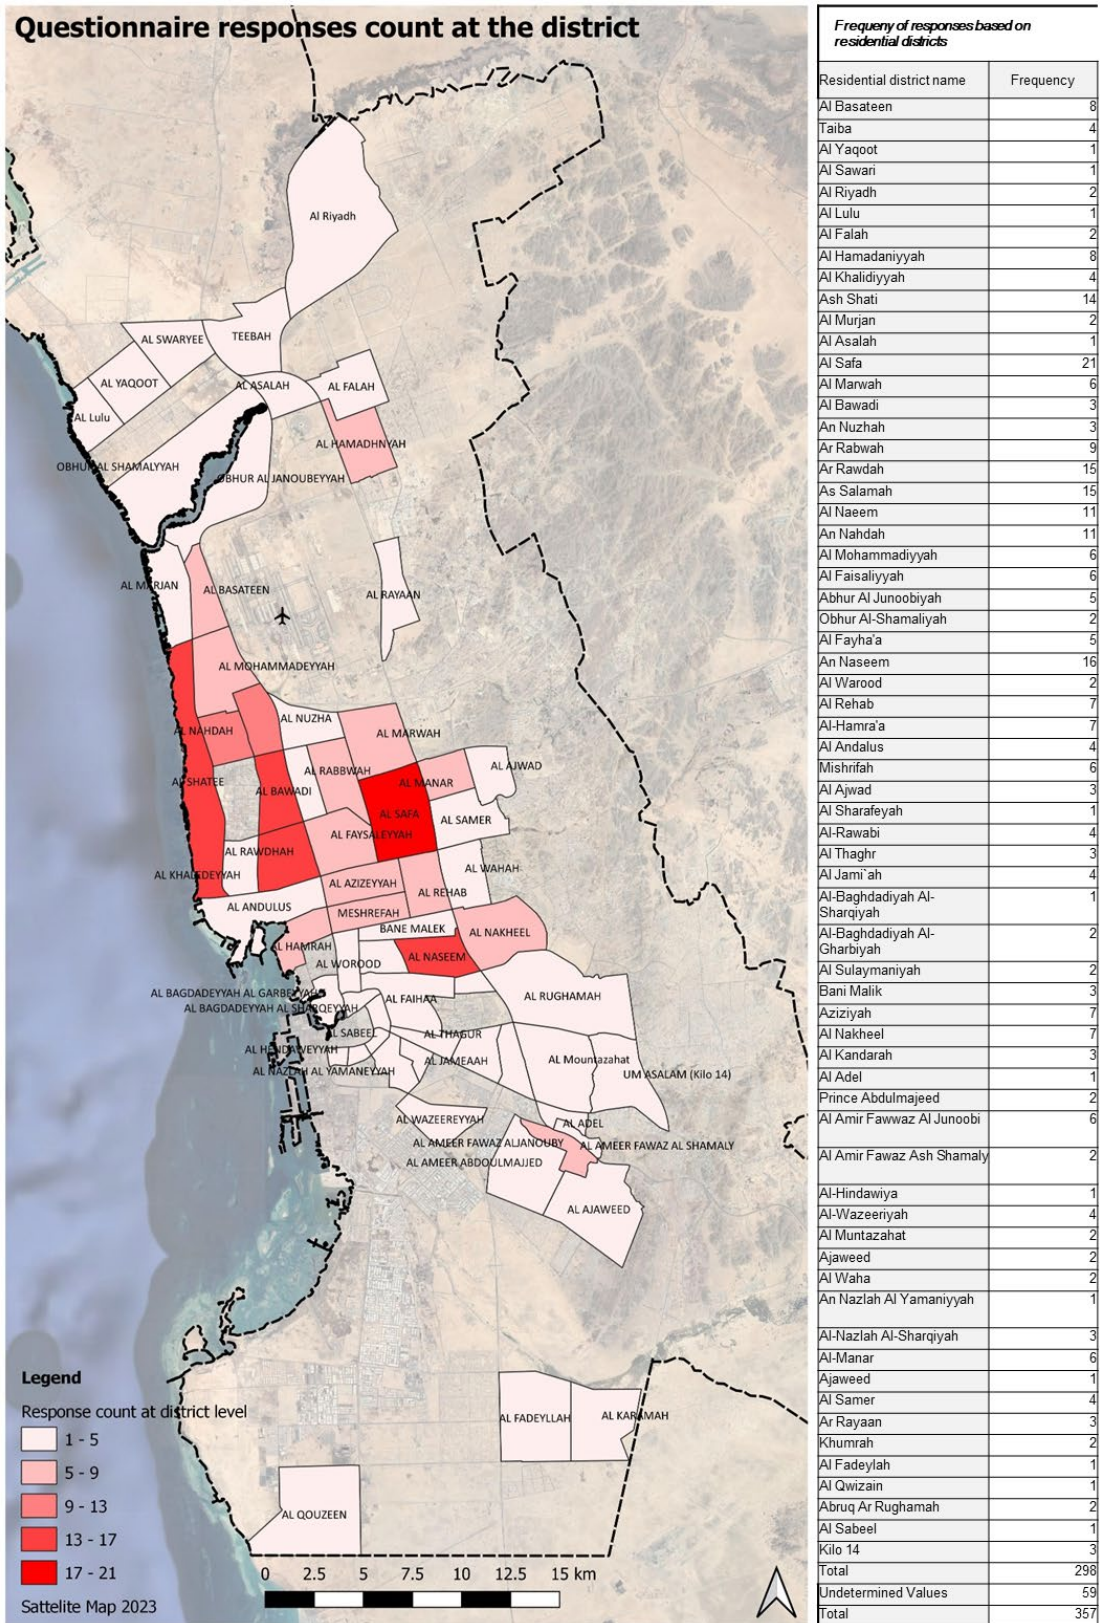 Questionnaire responses count at the district
Al Riyadh
AL SWARYEE
TEEBAH
AL YAQOOT
AL ASALAH
AL FALAH
AL Lulu
AL HAMADHNYAH
OBHUR AL SHAMALYYAH
OBHUR AL JANOUBEYYAH
AL MERJAN
AL BASATEEN
AL RAYAAN
AL MOHAMMADEYYAH
AL NUZHA
AL NAHDAH
AL MARWAH
AL RABBWAH
AL AJWAD
AL SHATEE
AL BAWADI
AL MANAR
AL SAFA
AL SAMER
AL FAYSALEYYAH
AL RAWDHAH
AL KHALEDEYYAH
AL WAHAH
AL AZIZEYYAH
AL REHAB
AL ANDULUS
MESHREFAH
BANE MALEK
AL NAKHEEL
AL HAMRAH
AL WOROOD
AL NASEEM
AL BAGDADEYYAH AL GARBEYYAH
AL FAIHAA
AL RUGHAMAH
AL BAGDADEYYAH AL SHARQEYYAH
AL SABEEL
AL THAGUR
AL HENDAWEYYAH
AL JAMEAAH
AL Mountazahat
AL NAZLAH AL YAMANEYYAH
UM ASALAM (Kilo 14)
AL WAZEEREYYAH
AL ADEL
AL AMEER FAWAZ ALJANOUBY
AL AMEER FAWAZ AL SHAMALY
AL AMEER ABDOULMAJJED
AL AJAWEED
AL FADEYLLAH
AL KARAMAH
AL QOUZEEN
Legend
Response count at district level
1 - 5
5 - 9
9 - 13
13 - 17
17 - 21
Sattelite Map 2023
0 2.5 5 7.5 10 12.5 15 km
Frequeny of responses based on
residential districts
Residential district name Frequency
Al Basateen 8
Taiba 4
Al Yaqoot 1
Al Sawari 1
Al Riyadh 2
Al Lulu 1
Al Falah 2
Al Hamadaniyyah 8
Al Khalidiyyah 4
Ash Shati 14
Al Murjan 2
Al Asalah 1
Al Safa 21
Al Marwah 6
Al Bawadi 3
An Nuzhah 3
Ar Rabwah 9
Ar Rawdah 15
As Salamah 15
Al Naeem 11
An Nahdah 11
Al Mohammadiyyah 6
Al Faisaliyyah 6
Abhur Al Junoobiyah 5
Obhur Al-Shamaliyah 2
Al Fayha'a 5
An Naseem 16
Al Warood 2
Al Rehab 7
Al-Hamra'a 7
Al Andalus 4
Mishrifah 6
Al Ajwad 3
Al Sharafeyah 1
Al-Rawabi 4
Al Thaghr 3
Al Jami`ah 4
Al-Baghdadiyah Al-
Sharqiyah 1
Al-Baghdadiyah Al-
Gharbiyah 2
Al Sulaymaniyah 2
Bani Malik 3
Aziziyah 7
Al Nakheel 7
Al Kandarah 3
Al Adel 1
Prince Abdulmajeed 2
Al Amir Fawwaz Al Junoobi 6
Al Amir Fawaz Ash Shamaly 2
Al-Hindawiya 1
Al-Wazeeriyah 4
Al Muntazahat 2
Ajaweed 2
Al Waha 2
An Nazlah Al Yamaniyyah 1
Al-Nazlah Al-Sharqiyah 3
Al-Manar 6
Ajaweed 1
Al Samer 4
Ar Rayaan 3
Khumrah 2
Al Fadeylah 1
Al Qwizain 1
Abruq Ar Rughamah 2
Al Sabeel 1
Kilo 14 3
Total 298
Undetermined Values 59
Total 357